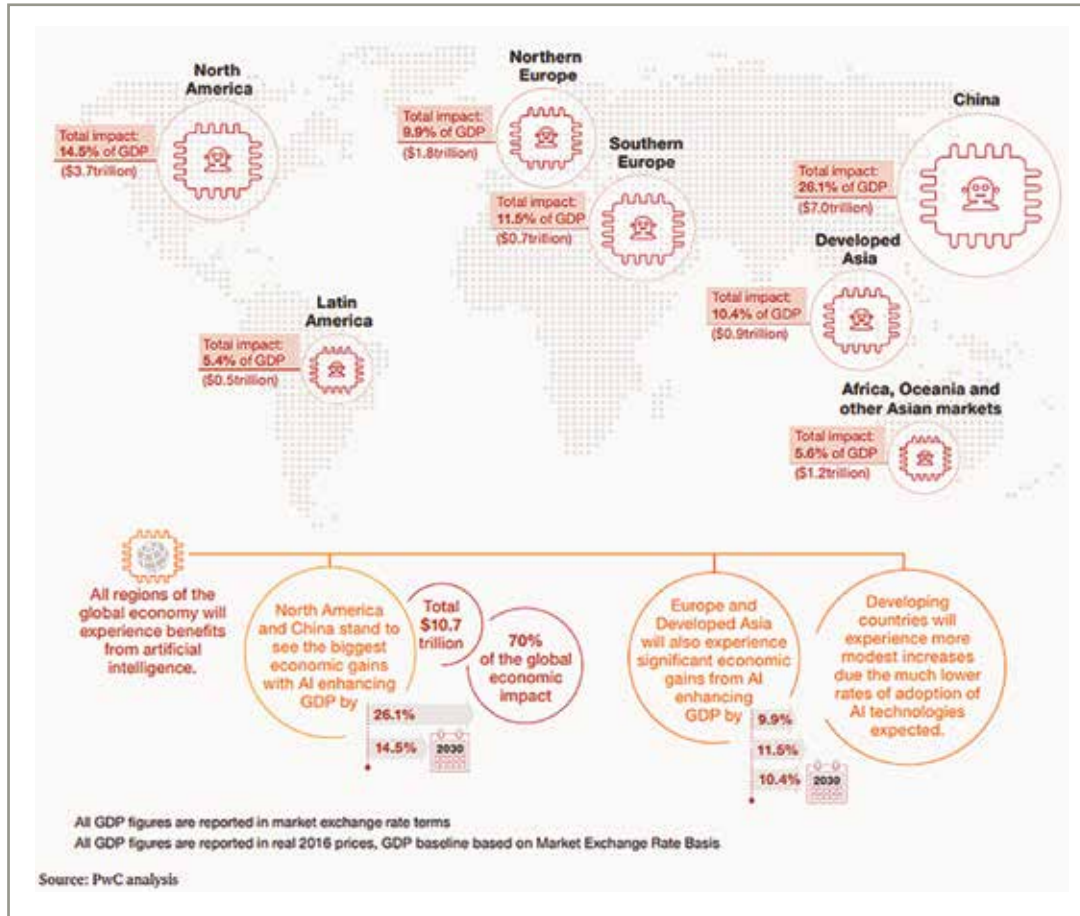 North
America
Total impact:
14.5% of GDP
($3.7trillion)
Northern
Europe
Total impact:
9.9% of GDP
($1.8trillion)
Southern
Europe
Total impact:
11.5% of GDP
($0.7trillion)
China
Total impact:
26.1% of GDP
($7.0trillion)
Developed
Asia
Total impact:
10.4% of GDP
($0.9trillion)
Latin
America
Total impact:
5.4% of GDP
($0.5trillion)
Africa, Oceania and
other Asian markets
Total impact:
5.6% of GDP
($1.2trillion)
All regions of the
global economy will
experience benefits
from artificial
intelligence.
North America
and China stand to
see the biggest
economic gains
with AI enhancing
GDP by
26.1%
14.5%
2030
Total
$10.7
trillion
70%
of the global
economic
impact
Europe and
Developed Asia
will also experience
significant economic
gains from AI
enhancing
GDP by
9.9%
11.5%
10.4%
2030
Developing
countries will
experience more
modest increases
due the much lower
rates of adoption of
AI technologies
expected.
All GDP figures are reported in market exchange rate terms
All GDP figures are reported in real 2016 prices, GDP baseline based on Market Exchange Rate Basis
Source: PwC analysis